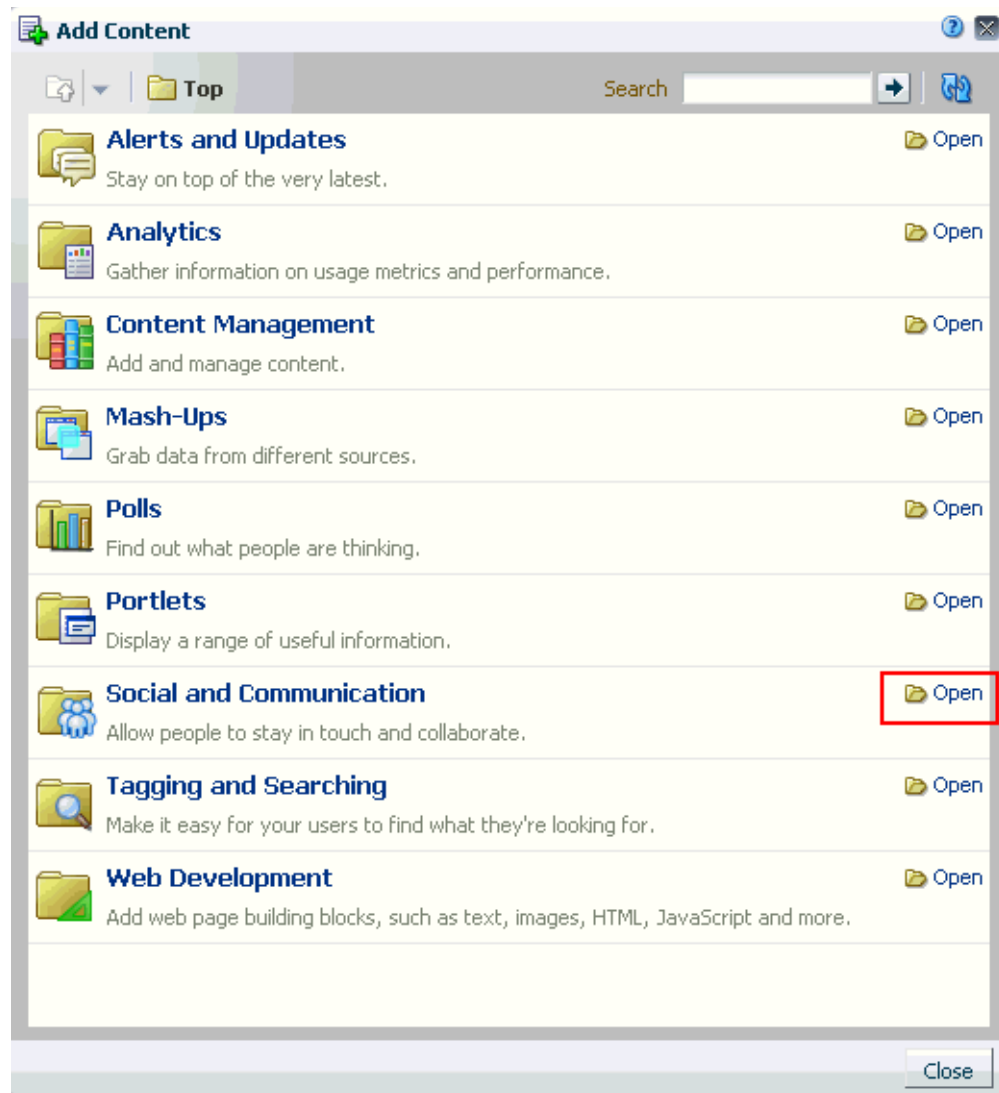 Add Content
Top
Search
Alerts and Updates
Open
Stay on top of the very latest.
Analytics
Open
Gather information on usage metrics and performance.
Content Management
Open
Add and manage content.
Mash-Ups
Open
Grab data from different sources.
Polls
Open
Find out what people are thinking.
Portlets
Open
Display a range of useful information.
Social and Communication
Open
Allow people to stay in touch and collaborate.
Tagging and Searching
Open
Make it easy for your users to find what they're looking for.
Web Development
Open
Add web page building blocks, such as text, images, HTML, JavaScript and more.
Close